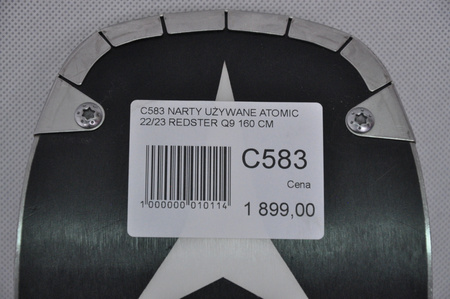 C583 NARTY UŻYWANE ATOMIC
22/23 REDSTER Q9 160 CM
1 000000 010114
C583
Cena
1 899,00